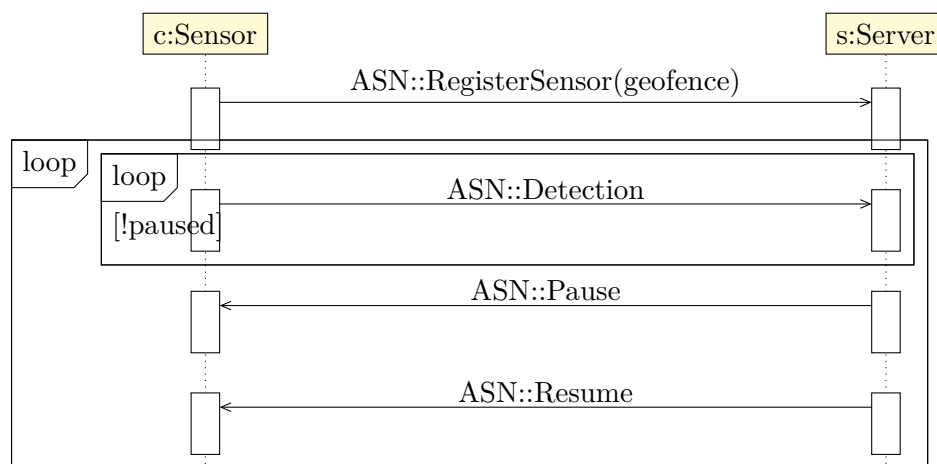 c:Sensor
s:Server
ASN::RegisterSensor(geofence)
loop
loop
ASN::Detection
[!paused]
ASN::Pause
ASN::Resume